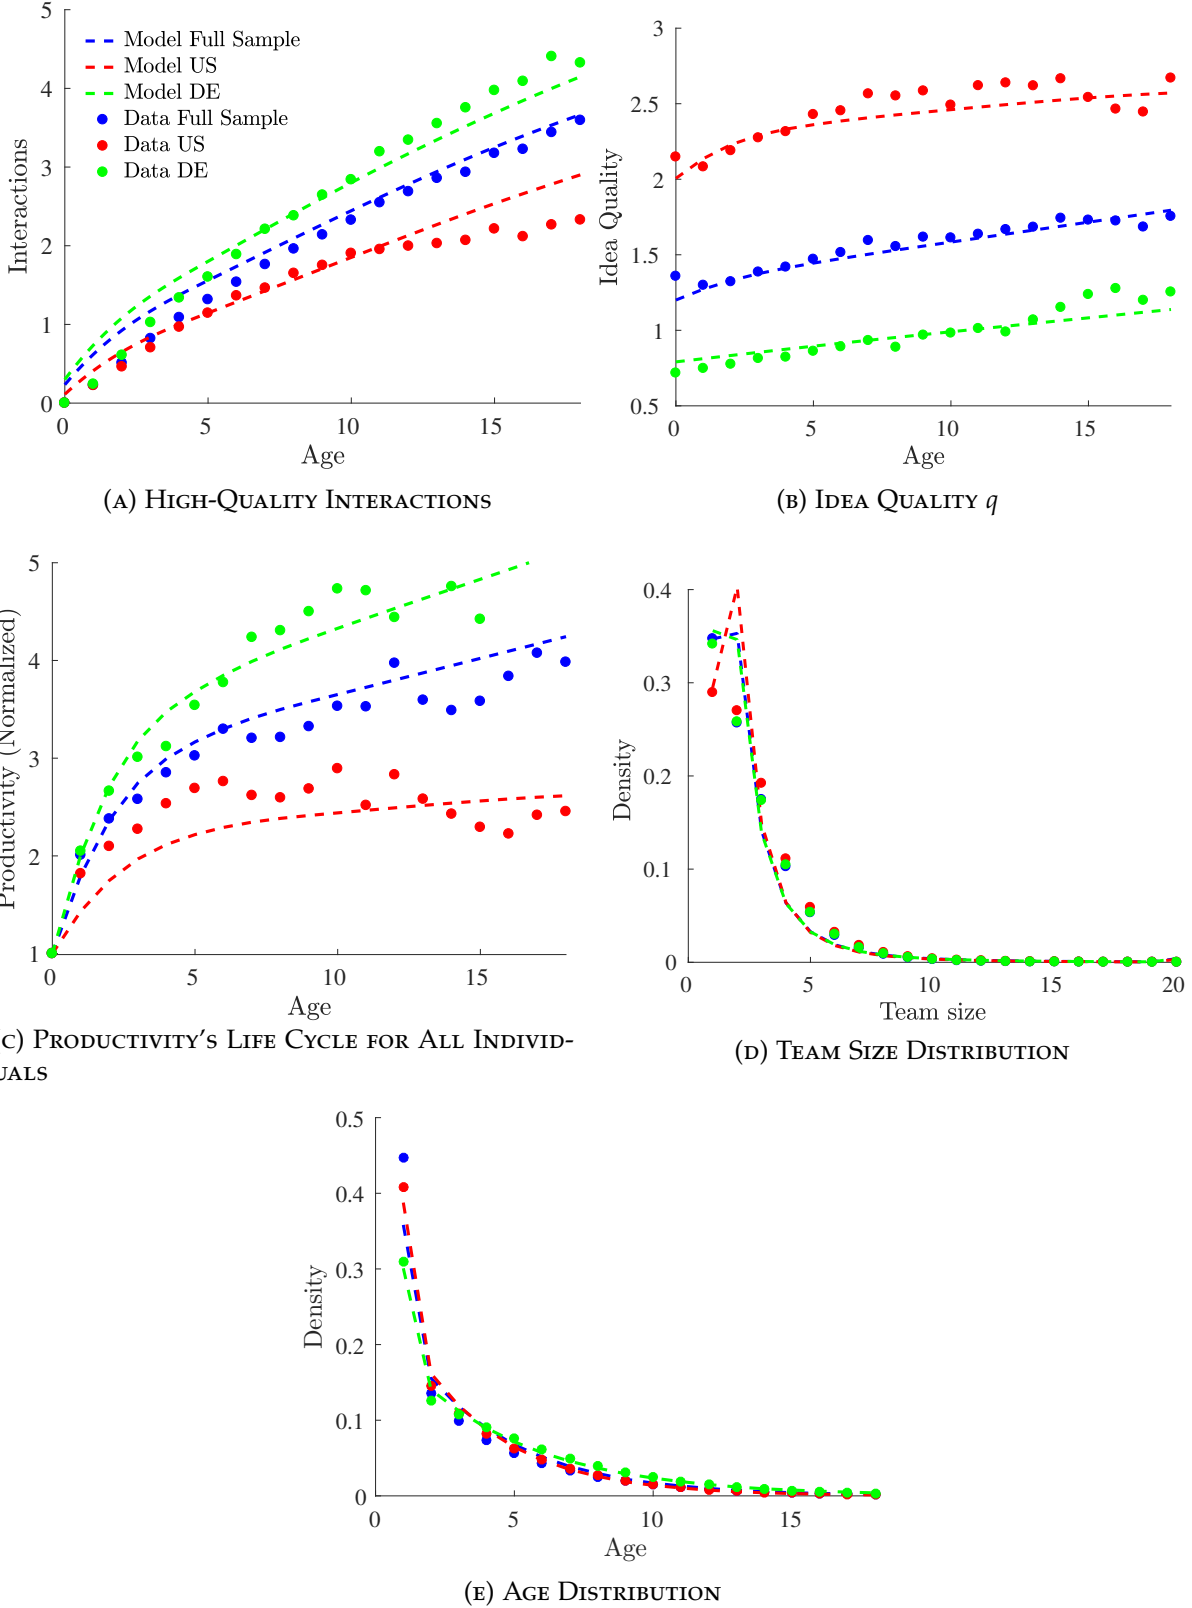 5
4
3
2
1
0
Interactions
Model Full Sample
Model US
Model DE
Data Full Sample
Data US
Data DE
0 5 10 15
Age
(A) HIGH-QUALITY INTERACTIONS
3
2.5
2
1.5
1
0.5
Idea Quality
0 5 10 15
Age
(B) IDEA QUALITY q
5
4
3
2
1
Productivity (Normalized)
0 5 10 15
Age
C) PRODUCTIVITY'S LIFE CYCLE FOR ALL INDIVID-
UALS
0.4
0.3
0.2
0.1
0
Density
0 5 10 15 20
Team size
(D) TEAM SIZE DISTRIBUTION
0.5
0.4
0.3
0.2
0.1
0
Density
0 5 10 15
Age
(E) AGE DISTRIBUTION